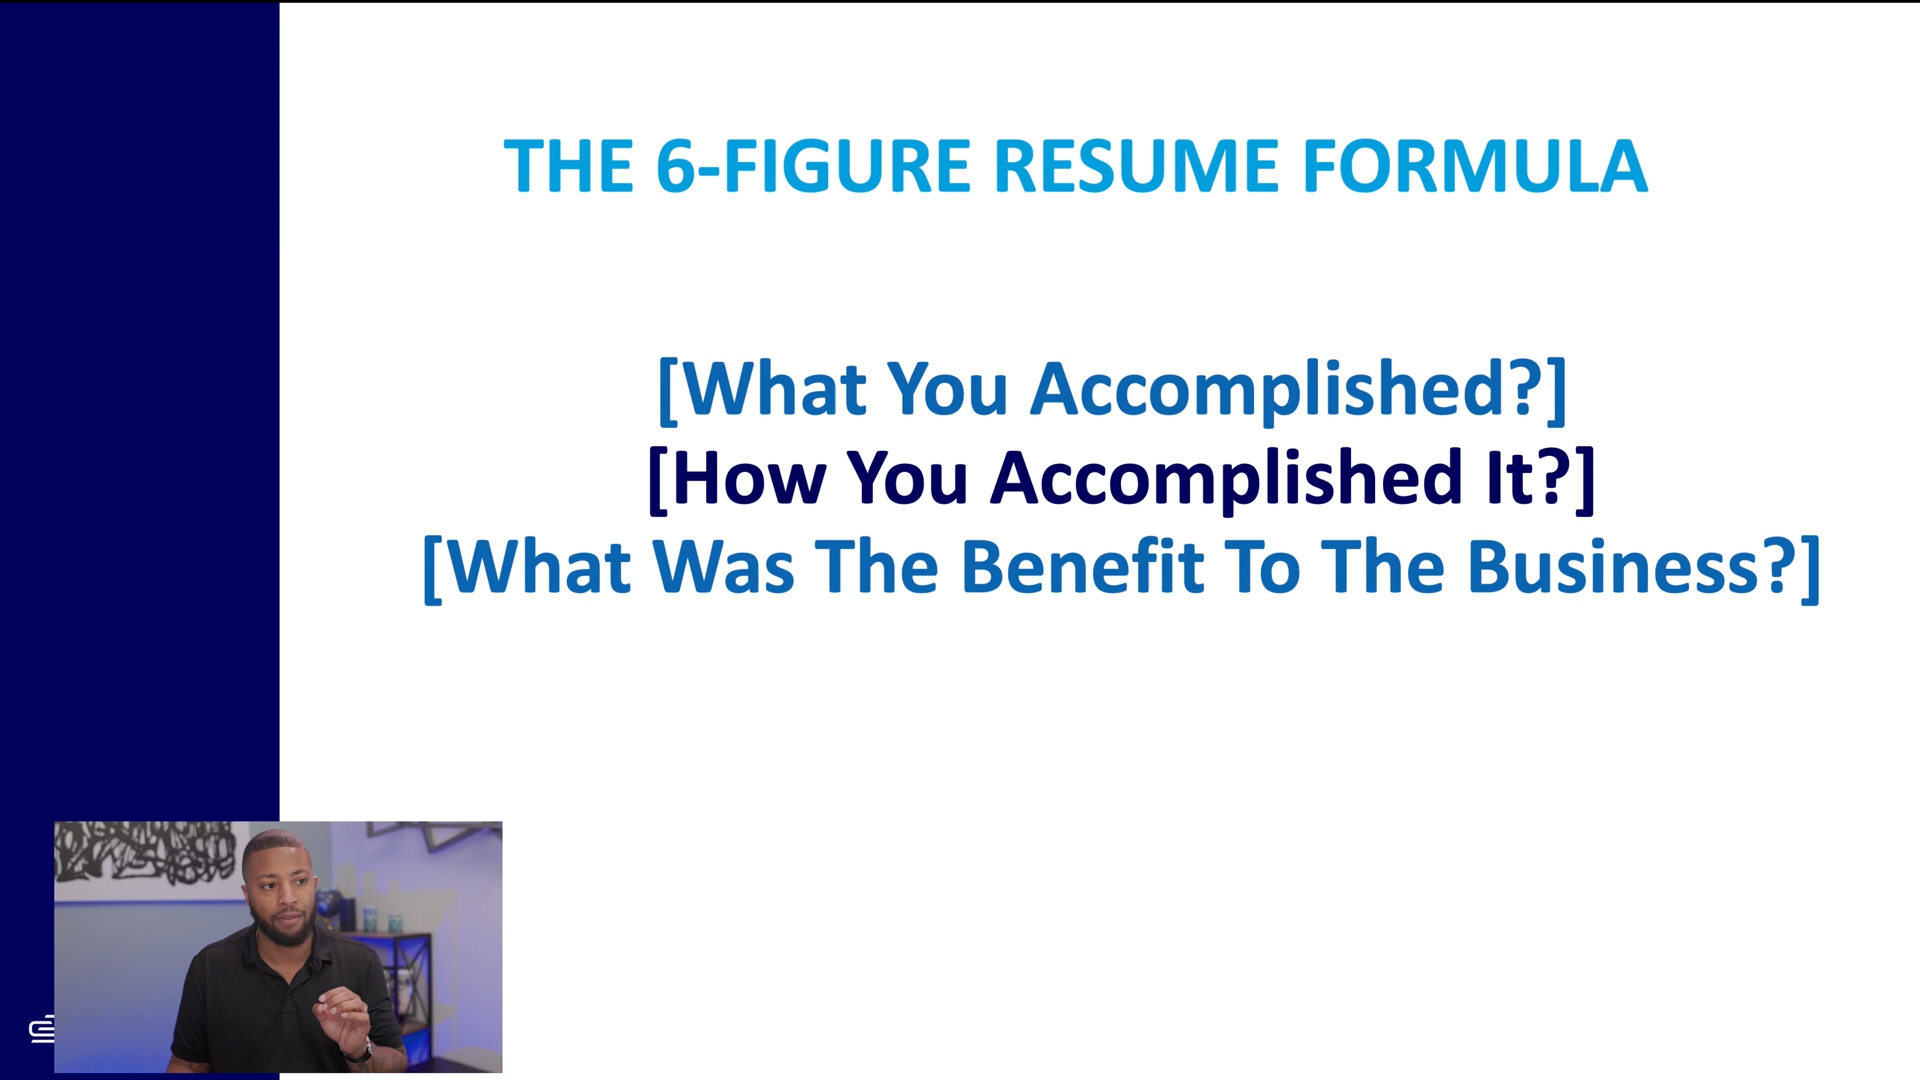 THE 6-FIGURE RESUME FORMULA
[What You Accomplished?]
[How You Accomplished It?]
[What Was The Benefit To The Business?]